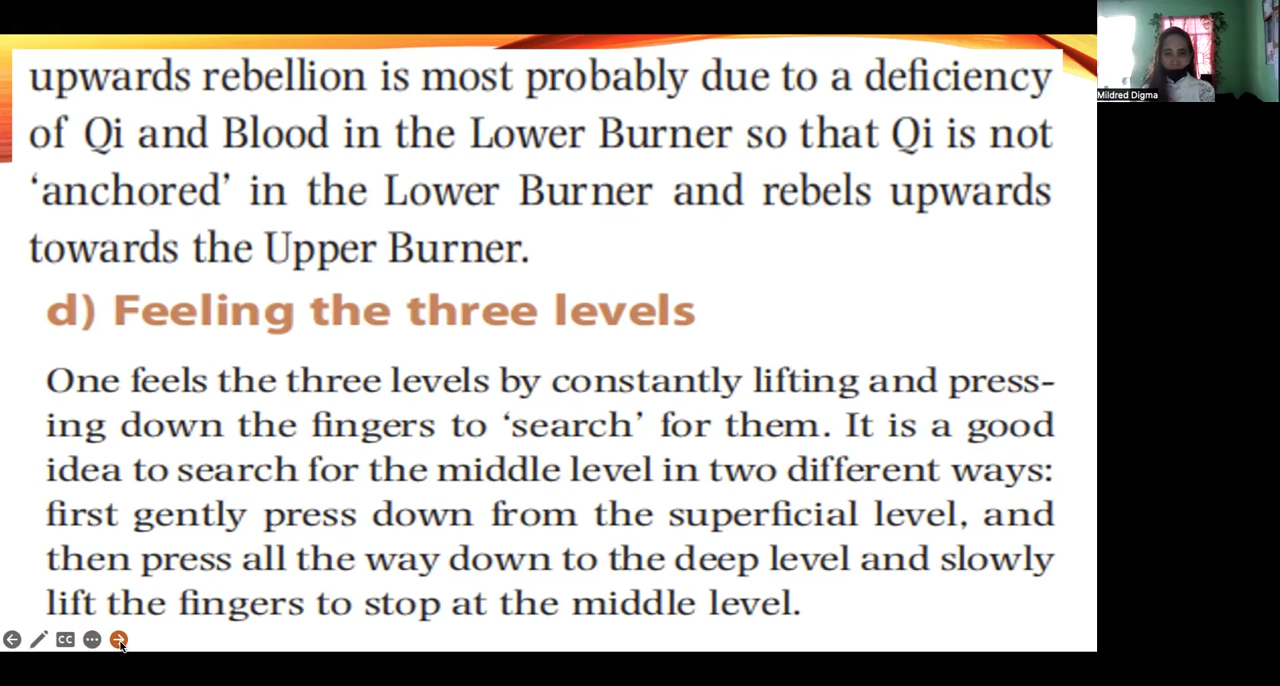 Mildred Digma
upwards rebellion is most probably due to a deficiency
of Qi and Blood in the Lower Burner so that Qi is not
‘anchored’ in the Lower Burner and rebels upwards
towards the Upper Burner.
d) Feeling the three levels
One feels the three levels by constantly lifting and press-
ing down the fingers to ‘search’ for them. It is a good
idea to search for the middle level in two different ways:
first gently press down from the superficial level, and
then press all the way down to the deep level and slowly
lift the fingers to stop at the middle level.
CC